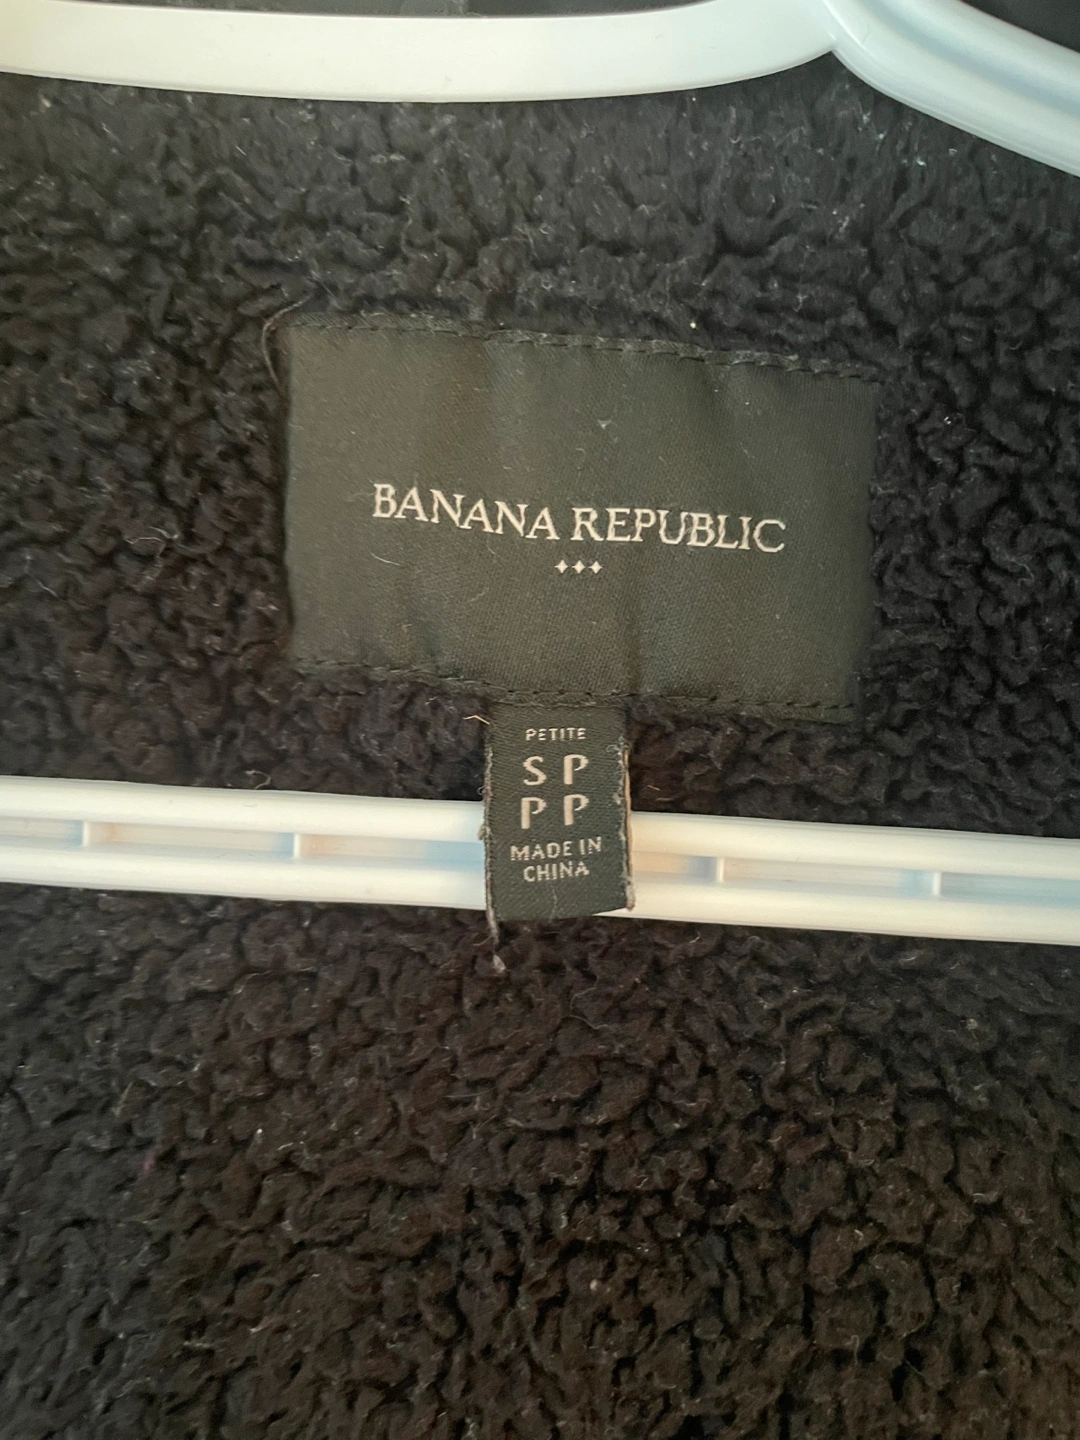 BANANA REPUBLIC
PETITE
SP
PP
MADE IN
CHINA